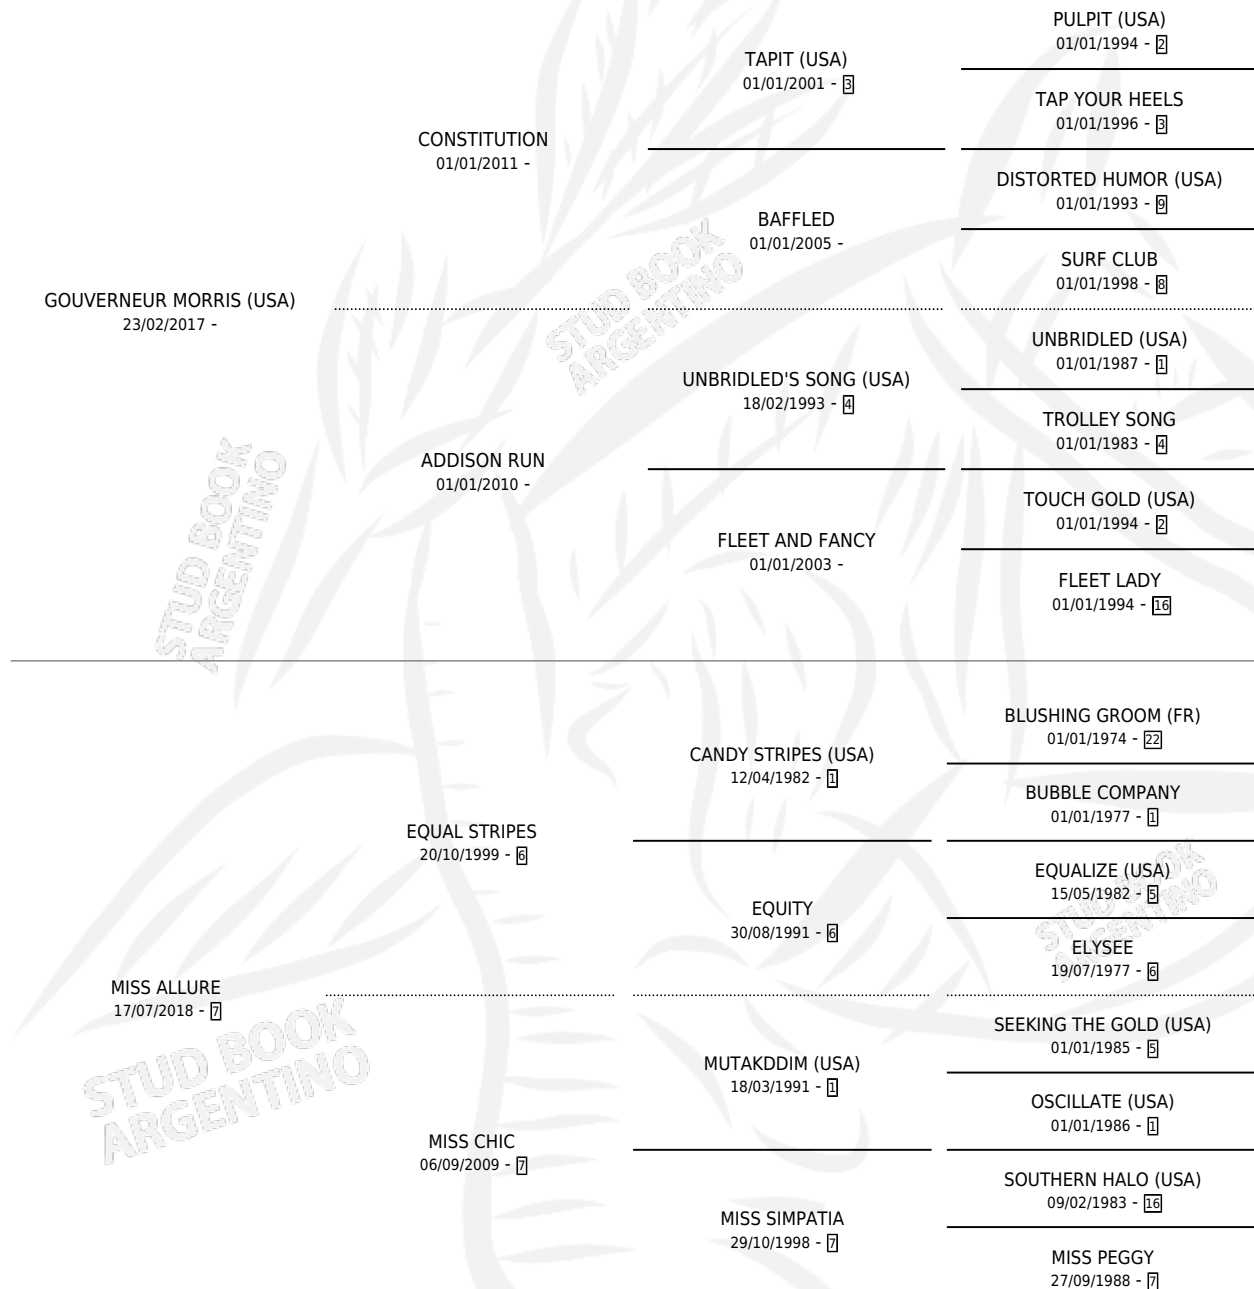 PULPIT (USA)
01/01/1994 - 2
TAPIT (USA)
01/01/2001 - 3
TAP YOUR HEELS
01/01/1996 - 3
CONSTITUTION
01/01/2011 -
DISTORTED HUMOR (USA)
01/01/1993 - 9
BAFFLED
01/01/2005 -
SURF CLUB
01/01/1998 - 8
GOUVERNEUR MORRIS (USA)
23/02/2017 -
STUD BOOK
ARGENTINO
UNBRIDLED (USA)
01/01/1987 - 1
UNBRIDLED'S SONG (USA)
18/02/1993 - 4
TROLLEY SONG
01/01/1983 - 4
ADDISON RUN
01/01/2010 -
STUD BOOK
ARGENTINO
TOUCH GOLD (USA)
01/01/1994 - 2
FLEET AND FANCY
01/01/2003 -
FLEET LADY
01/01/1994 - 16
BLUSHING GROOM (FR)
01/01/1974 - 22
CANDY STRIPES (USA)
12/04/1982 - 1
BUBBLE COMPANY
01/01/1977 - 1
EQUAL STRIPES
20/10/1999 - 6
EQUALIZE (USA)
15/05/1982 - 5
STUD BOOK
ARGENTINO
EQUITY
30/08/1991 - 6
ELYSEE
19/07/1977 - 6
MISS ALLURE
17/07/2018 - 7
STUD BOOK
ARGENTINO
SEEKING THE GOLD (USA)
01/01/1985 - 5
MUTAKDDIM (USA)
18/03/1991 - 1
OSCILLATE (USA)
01/01/1986 - 1
MISS CHIC
06/09/2009 - 7
SOUTHERN HALO (USA)
09/02/1983 - 16
MISS SIMPATIA
29/10/1998 - 7
MISS PEGGY
27/09/1988 - 7